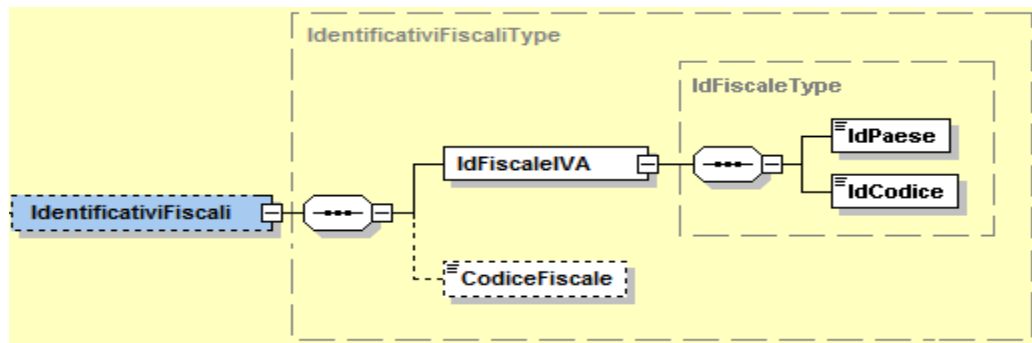 IdentificativiFiscaliType
IdFiscaleType
IdPaese
IdFiscaleIVA
IdCodice
IdentificativiFiscali
CodiceFiscale